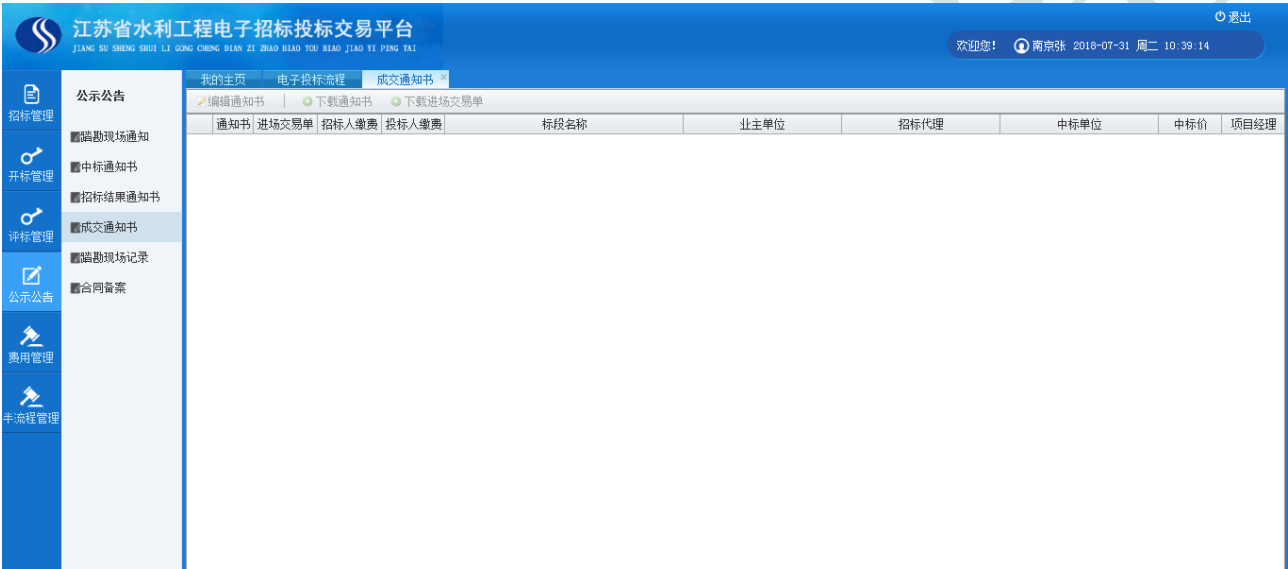 江苏省水利工程电子招标投标交易平台
JIANG SU SHENG SHUI LI GONG CHENG DIAN ZI ZHAO BIAO TOU BIAO JIAO YI PING TAI
退出
欢迎您! 南京张 2018-07-31 周二 10:39:14
招标管理
开标管理
评标管理
公示公告
费用管理
半流程管理
公示公告
踏勘现场通知
中标通知书
招标结果通知书
成交通知书
踏勘现场记录
合同备案
我的主页 电子投标流程 成交通知书
编辑通知书 下载通知书 下载进场交易单
通知书 进场交易单 招标人缴费 投标人缴费 标段名称 业主单位 招标代理 中标单位 中标价 项目经理